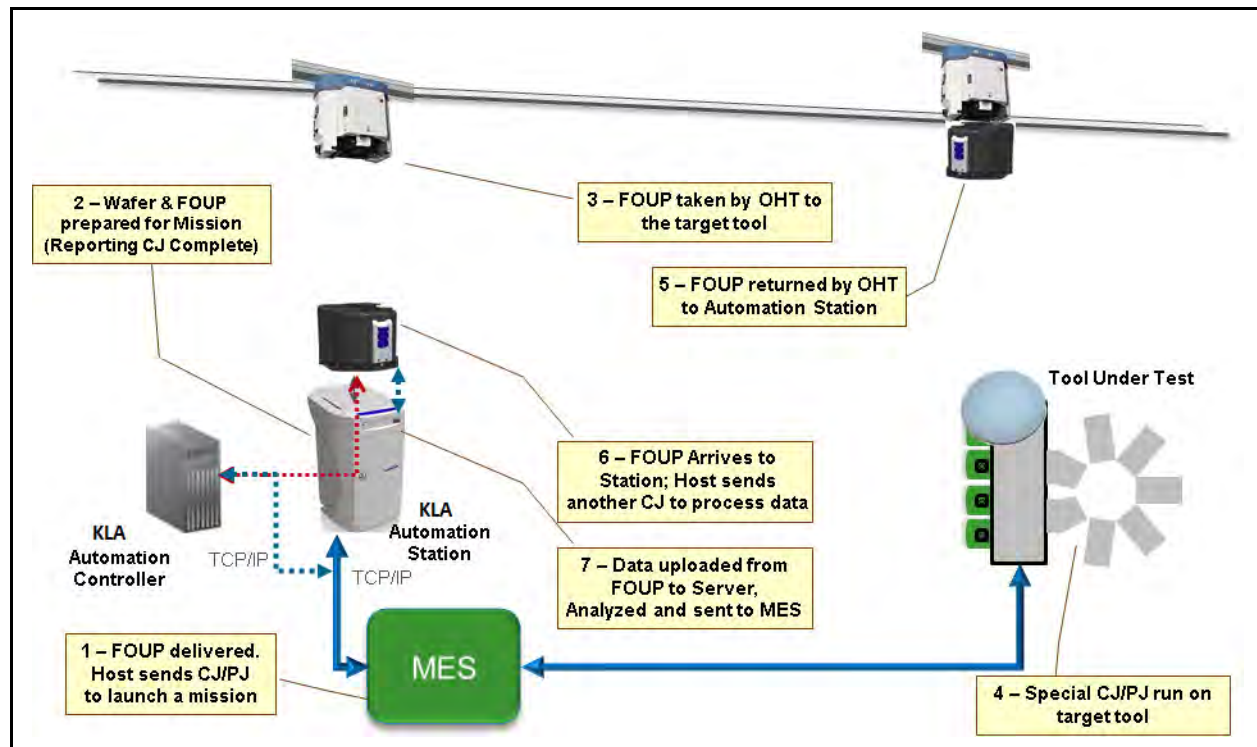 2 – Wafer & FOUP
prepared for Mission
(Reporting CJ Complete)
3 – FOUP taken by OHT to
the target tool
5 – FOUP returned by OHT
to Automation Station
Tool Under Test
6 – FOUP Arrives to
Station; Host sends
another CJ to process data
KLA
Automation
Controller
KLA
Automation
Station
TCP/IP
TCP/IP
7 – Data uploaded from
FOUP to Server,
Analyzed and sent to MES
1 – FOUP delivered.
Host sends CJ/PJ
to launch a mission
MES
4 – Special CJ/PJ run on
target tool